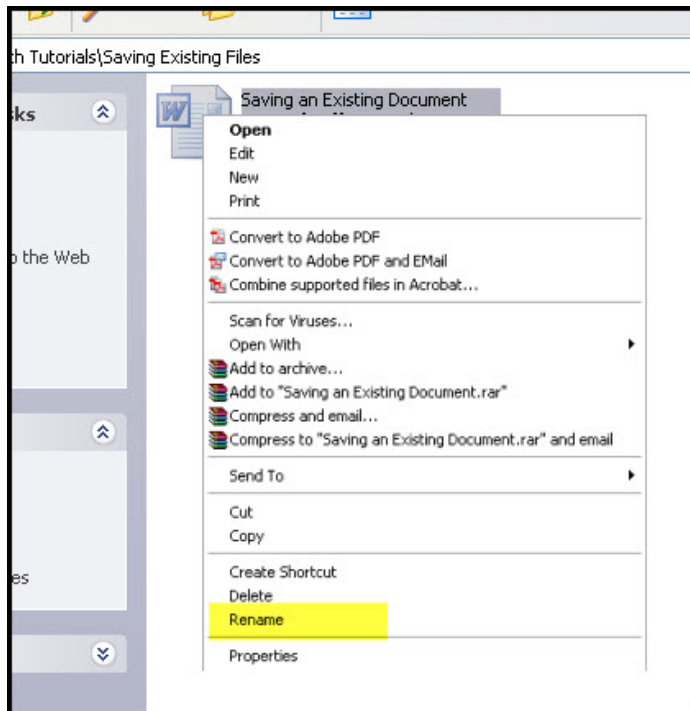 h Tutorials\Saving Existing Files
ks
Saving an Existing Document
Open
Edit
New
Print
o the Web
Convert to Adobe PDF
Convert to Adobe PDF and EMail
Combine supported files in Acrobat...
Scan for Viruses...
Open With
Add to archive...
Add to "Saving an Existing Document.rar"
Compress and email...
Compress to "Saving an Existing Document.rar" and email
Send To
Cut
Copy
Create Shortcut
es
Delete
Rename
Properties